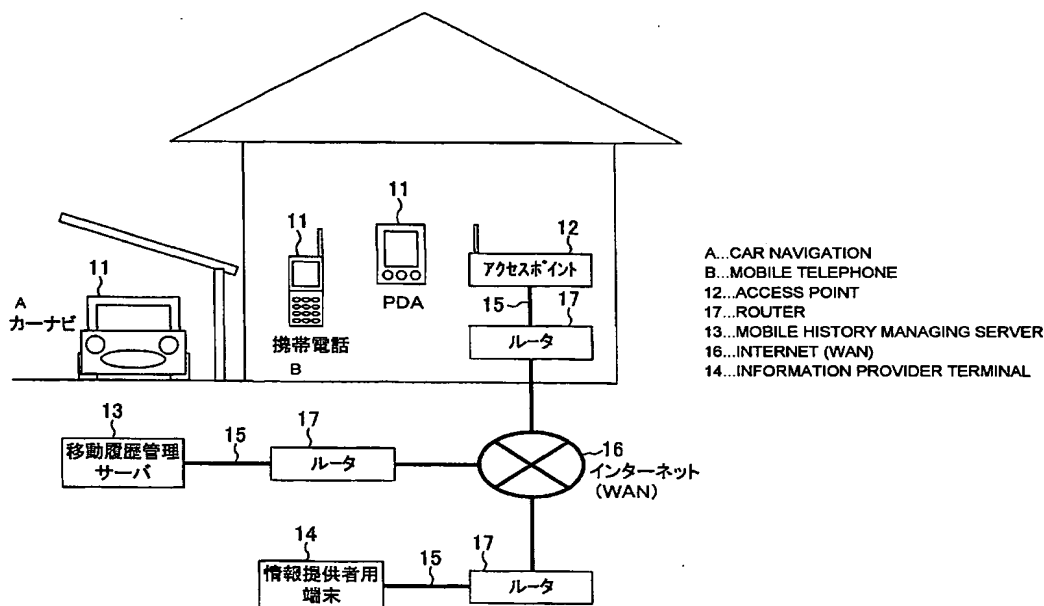 11
11
11
12
アクセスポイント
A
カーナビ
携帯電話
B
PDA
15
17
ルータ
A...CAR NAVIGATION
B...MOBILE TELEPHONE
12...ACCESS POINT
17...ROUTER
13...MOBILE HISTORY MANAGING SERVER
16...INTERNET (WAN)
14...INFORMATION PROVIDER TERMINAL
13
移動履歴管理
サーバ
15
17
ルータ
16
インターネット
(WAN)
14
情報提供者用
端末
15
17
ルータ